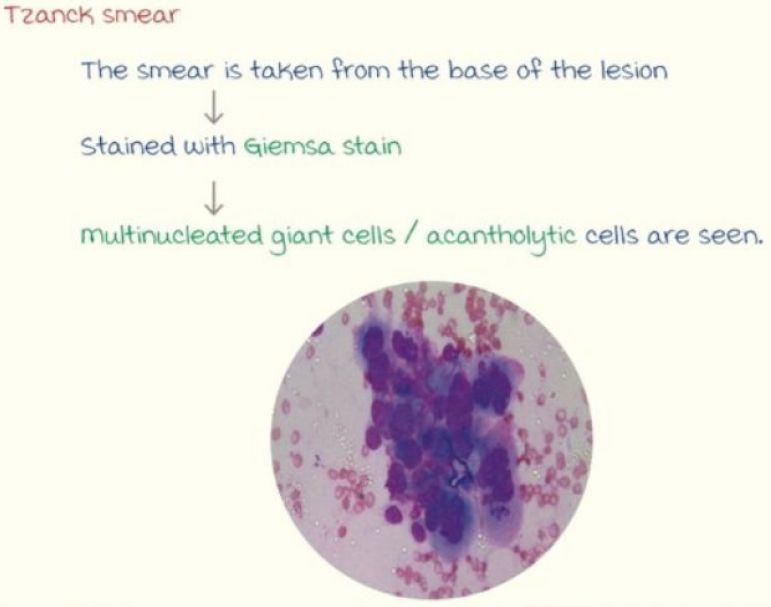 Tzanck smear
The smear is taken from the base of the lesion
↓
Stained with Giemsa stain
↓
multinucleated giant cells / acantholytic cells are seen.